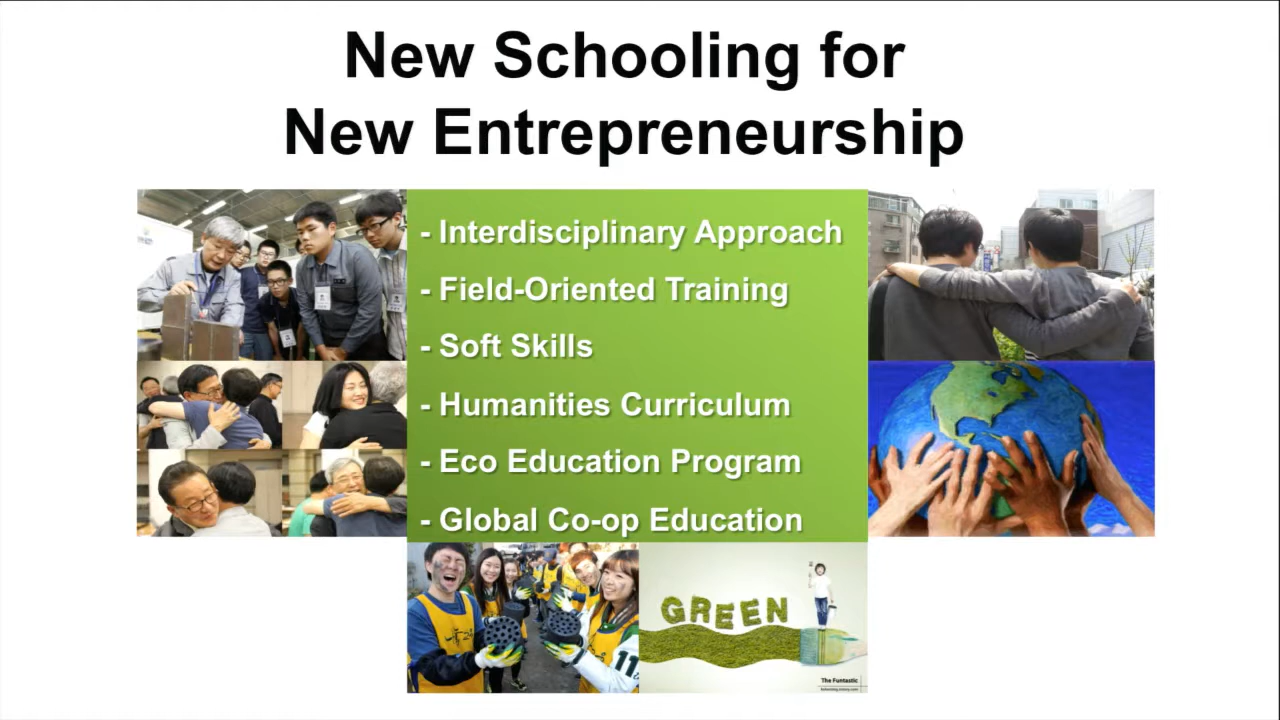 New Schooling for
New Entrepreneurship
- Interdisciplinary Approach
- Field-Oriented Training
- Soft Skills
- Humanities Curriculum
- Eco Education Program
- Global Co-op Education
GREEN
11
The Funtastic